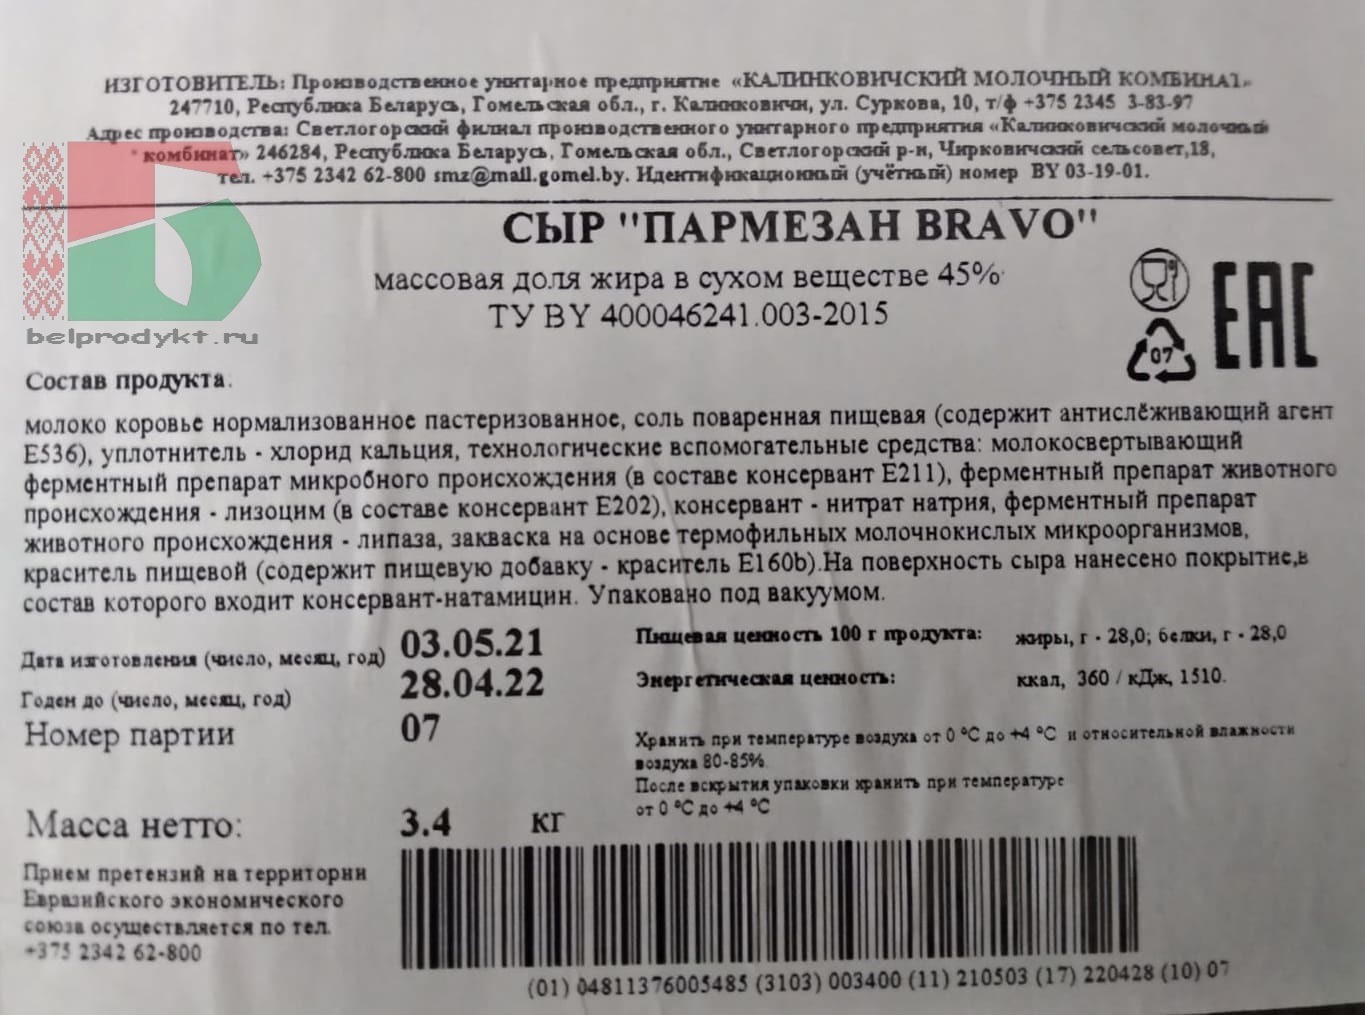 ИЗГОТОВИТЕЛЬ: Производственное унитарное предприятие «КАЛИНКОВИЧСКИЙ МОЛОЧНЫЙ КОМБИНАТ»
247710, Республика Беларусь, Гомельская обл., г. Калинковичи, ул. Суркова, 10, т/ф +375 2345 3-83-97
Адрес производства: Светлогорский филиал производственного унитарного предприятия «Калинковичский молочный
комбинат» 246284, Республика Беларусь, Гомельская обл., Светлогорский р-н, Чирковичский сельсовет,18,
тел. +375 2342 62-800 smz@mail.gomel.by. Идентификационный (учётный) номер BY 03-19-01.
СЫР "ПАРМЕЗАН BRAVO"
массовая доля жира в сухом веществе 45%
ТУ BY 400046241.003-2015
EAC
07
belprodykt.ru
Состав продукта:
молоко коровье нормализованное пастеризованное, соль поваренная пищевая (содержит антислёживающий агент
Е536), уплотнитель - хлорид кальция, технологические вспомогательные средства: молокосвертывающий
ферментный препарат микробного происхождения (в составе консервант Е211), ферментный препарат животного
происхождения - лизоцим (в составе консервант Е202), консервант - нитрат натрия, ферментный препарат
животного происхождения - липаза, закваска на основе термофильных молочнокислых микроорганизмов,
краситель пищевой (содержит пищевую добавку - краситель Е160b).На поверхность сыра нанесено покрытие,в
состав которого входит консервант-натамицин. Упаковано под вакуумом.
Дата изготовления (число, месяц, год) 03.05.21
Годен до (число, месяц, год) 28.04.22
Номер партии 07
Пищевая ценность 100 г продукта: жиры, г - 28,0; белки, г - 28,0
Энергетическая ценность: ккал, 360 / кДж, 1510.
Хранить при температуре воздуха от 0 °С до +4 °С и относительной влажности
воздуха 80-85%
После вскрытия упаковки хранить при температуре
от 0 °С до +4 °С
Масса нетто: 3.4 кг
Прием претензий на территории
Евразийского экономического
союза осуществляется по тел.
+375 2342 62-800
(01) 04811376005485 (3103) 003400 (11) 210503 (17) 220428 (10) 07